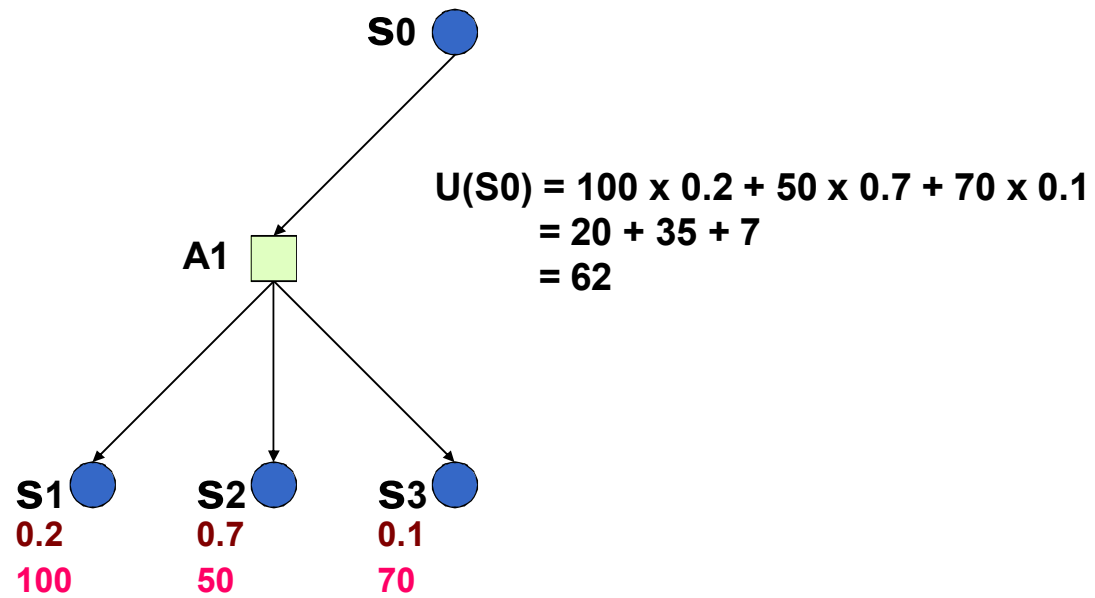 S0
U(S0) = 100 x 0.2 + 50 x 0.7 + 70 x 0.1
= 20 + 35 + 7
A1
= 62
S1 S2 S3
0.2 0.7 0.1
100 50 70